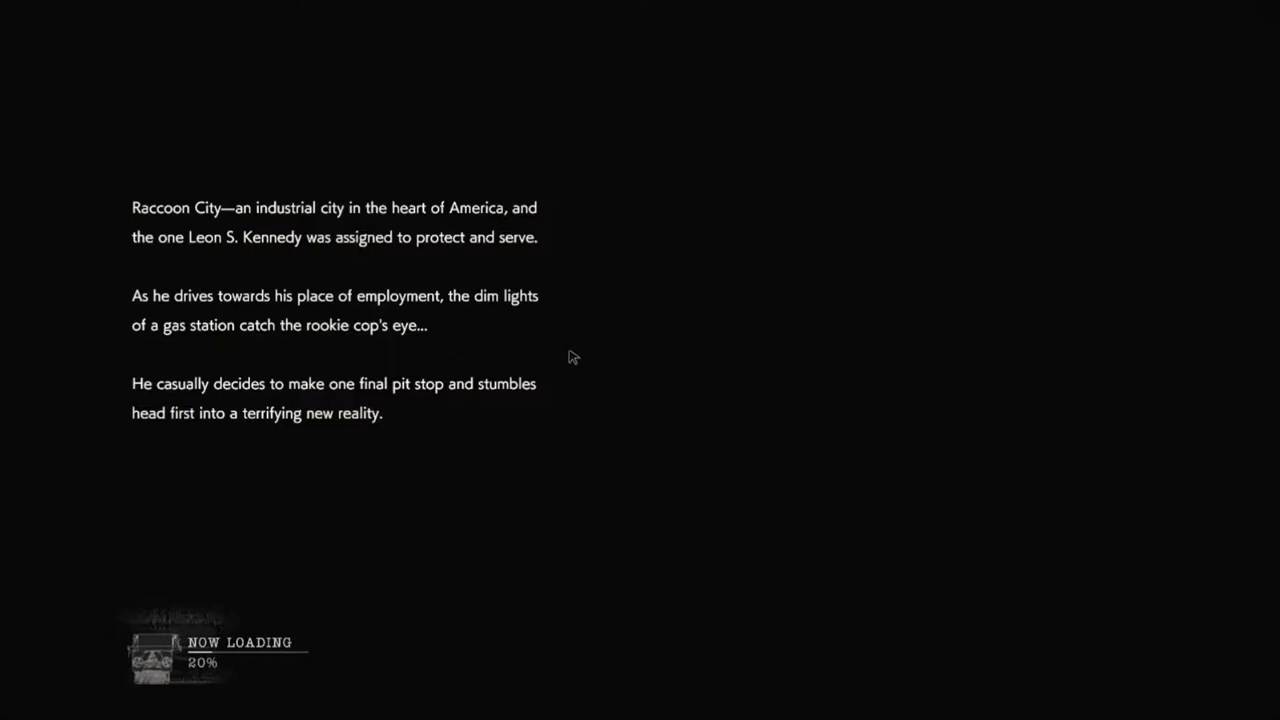 Raccoon City—an industrial city in the heart of America, and
the one Leon S. Kennedy was assigned to protect and serve.
As he drives towards his place of employment, the dim lights
of a gas station catch the rookie cop's eye...
He casually decides to make one final pit stop and stumbles
head first into a terrifying new reality.
NOW LOADING
20%